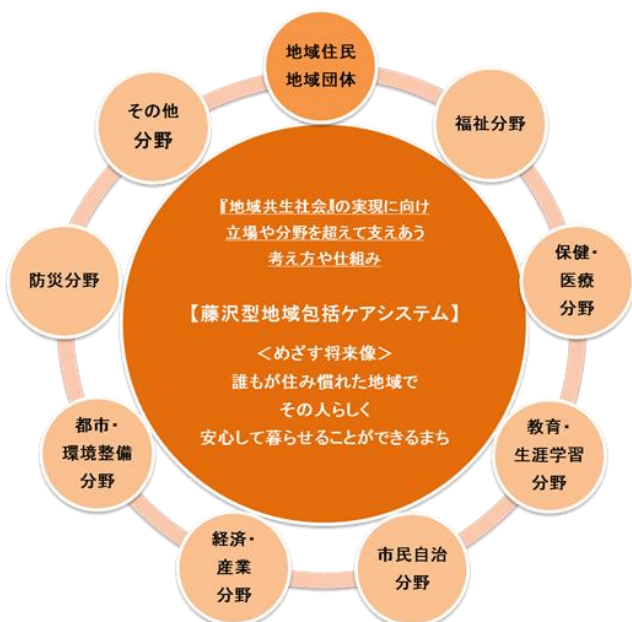 地域住民
地域団体
福祉分野
保健・
医療
分野
教育・
生涯学習
分野
市民自治
分野
経済・
産業
分野
都市・
環境整備
分野
防災分野
その他
分野
『地域共生社会』の実現に向け
立場や分野を超えて支えあう
考え方や仕組み
【藤沢型地域包括ケアシステム】
＜めざす将来像＞
誰もが住み慣れた地域で
その人らしく
安心して暮らせることができるまち